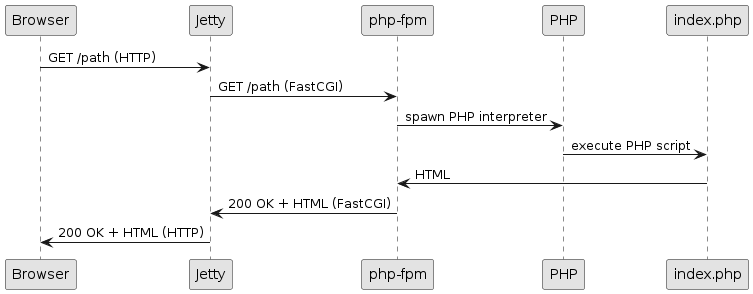 Browser Jetty php-fpm PHP index.php
GET /path (HTTP)
GET /path (FastCGI)
spawn PHP interpreter
execute PHP script
HTML
200 OK + HTML (FastCGI)
200 OK + HTML (HTTP)
Browser Jetty php-fpm PHP index.php